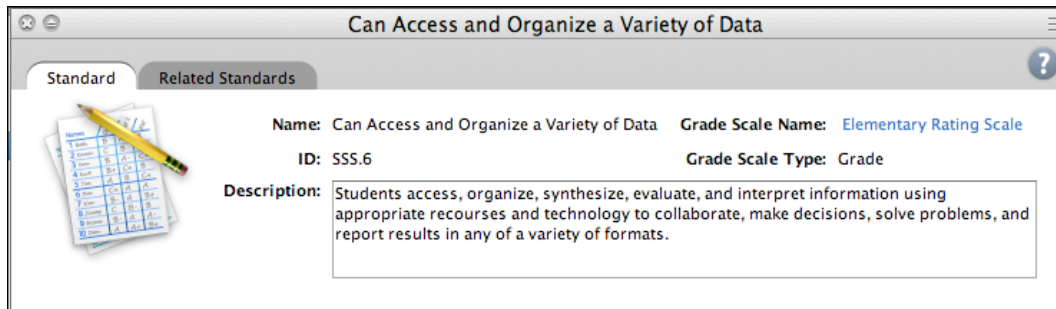 Can Access and Organize a Variety of Data
Standard Related Standards
?
Name: Can Access and Organize a Variety of Data Grade Scale Name: Elementary Rating Scale
ID: SSS.6 Grade Scale Type: Grade
Description: Students access, organize, synthesize, evaluate, and interpret information using
appropriate recourses and technology to collaborate, make decisions, solve problems, and
report results in any of a variety of formats.